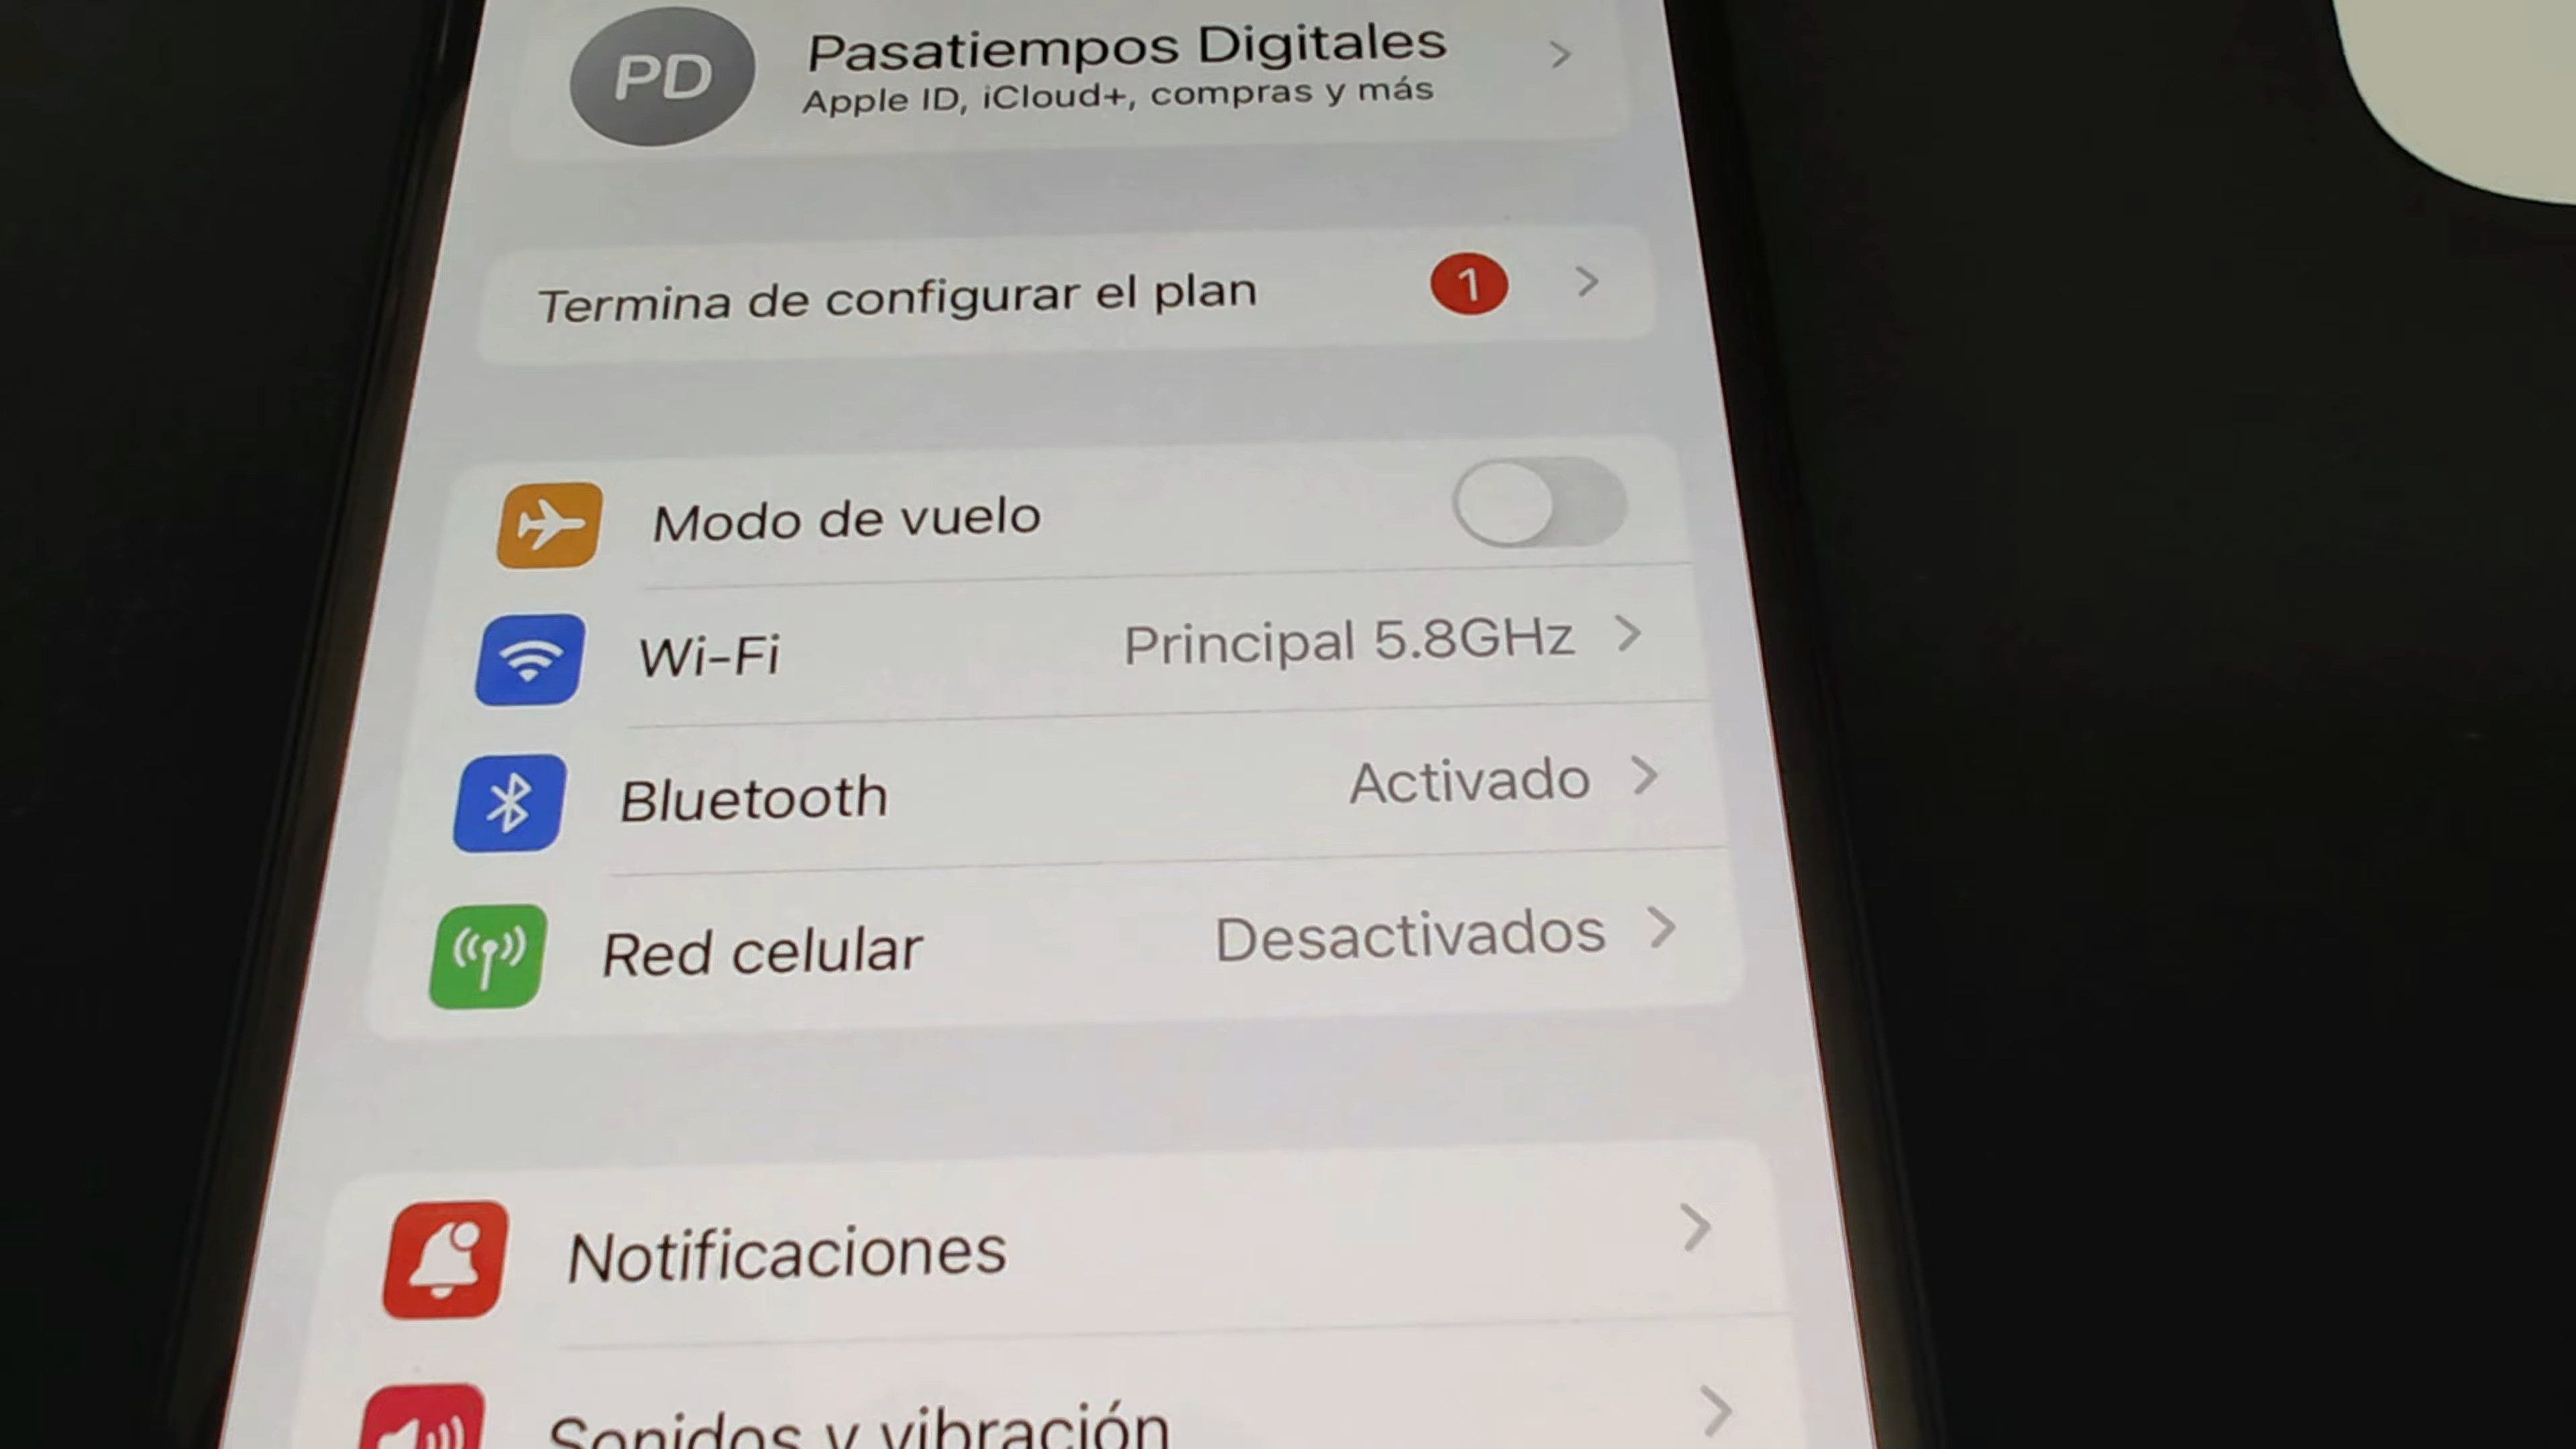 PD
Pasatiempos Digitales
Apple ID, iCloud+, compras y más
Termina de configurar el plan 1
Modo de vuelo
Wi-Fi Principal 5.8GHz
Bluetooth Activado
Red celular Desactivados
Notificaciones
Sonidos y vibración